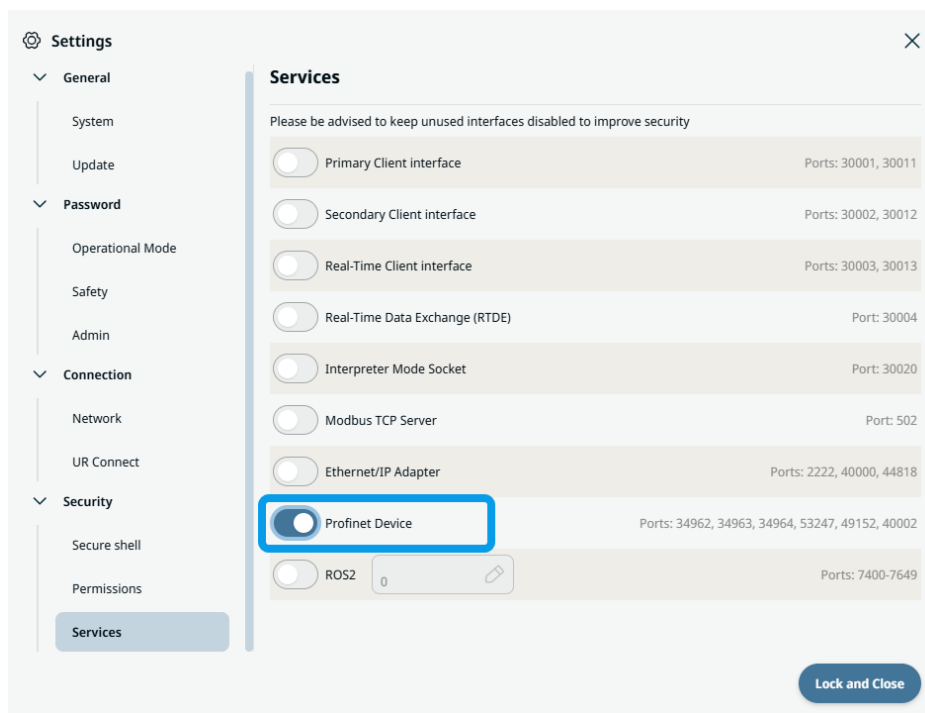 Settings
General
System
Update
Password
Operational Mode
Safety
Admin
Connection
Network
UR Connect
Security
Secure shell
Permissions
Services
Services
Please be advised to keep unused interfaces disabled to improve security
Primary Client interface Ports: 30001, 30011
Secondary Client interface Ports: 30002, 30012
Real-Time Client interface Ports: 30003, 30013
Real-Time Data Exchange (RTDE) Port: 30004
Interpreter Mode Socket Port: 30020
Modbus TCP Server Port: 502
Ethernet/IP Adapter Ports: 2222, 40000, 44818
Profinet Device Ports: 34962, 34963, 34964, 53247, 49152, 40002
ROS2 0 Ports: 7400-7649
Lock and Close